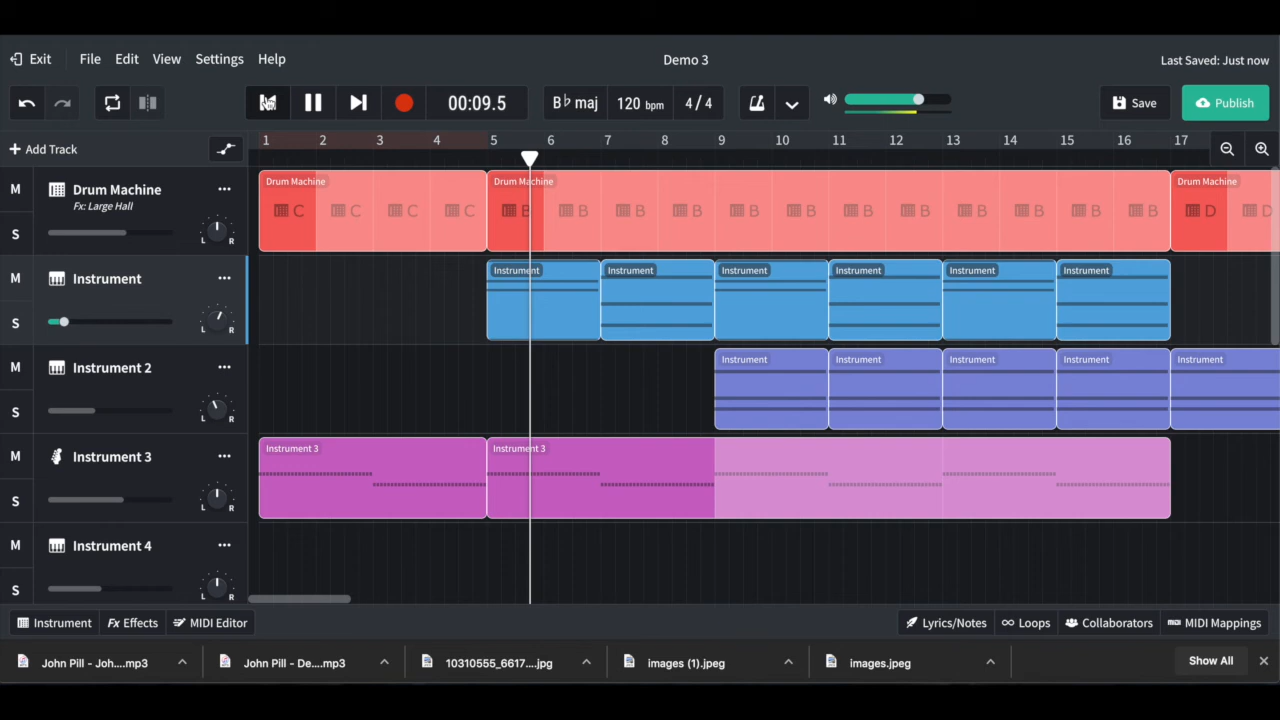 Exit File Edit View Settings Help Demo 3 Last Saved: Just now
00:09.5 B♭ maj 120 bpm 4 / 4 Save Publish
Add Track 1 2 3 4 5 6 7 8 9 10 11 12 13 14 15 16 17
M Drum Machine Drum Machine Drum Machine Drum Machine
Fx: Large Hall C C C C B B B B B B B B B B B B D D
S L R
M Instrument Instrument Instrument Instrument Instrument Instrument Instrument
S L R
M Instrument 2 Instrument Instrument Instrument Instrument Instrument
S L R
M Instrument 3 Instrument 3 Instrument 3
S L R
M Instrument 4
S L R
Instrument Fx Effects MIDI Editor Lyrics/Notes Loops Collaborators MIDI Mappings
John Pill - Joh....mp3 John Pill - De....mp3 10310555_6617....jpg images (1).jpeg images.jpeg Show All